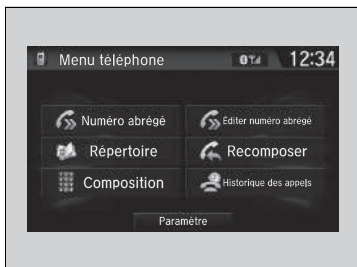 Menu téléphone 12:34
Numéro abrégé Éditer numéro abrégé
Répertoire Recomposer
Composition Historique des appels
Paramètre